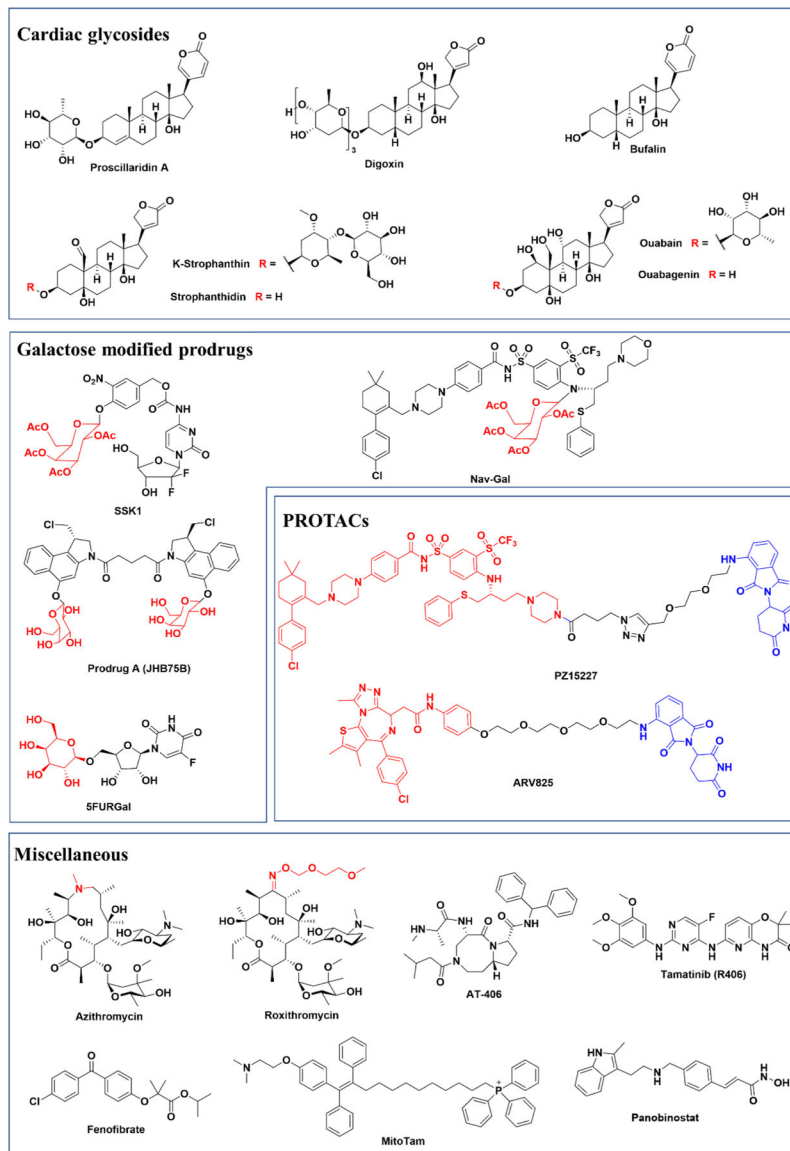 Cardiac glycosides
Proscillaridin A
Digoxin
Bufalin
K-Strophanthin R =
Strophanthidin R = H
Ouabain R =
Ouabagenin R = H
Galactose modified prodrugs
SSK1
Nav-Gal
Prodrug A (JHB75B)
5FURGal
PROTACs
PZ15227
ARV825
Miscellaneous
Azithromycin
Roxithromycin
AT-406
Tamatinib (R406)
Fenofibrate
MitoTam
Panobinostat